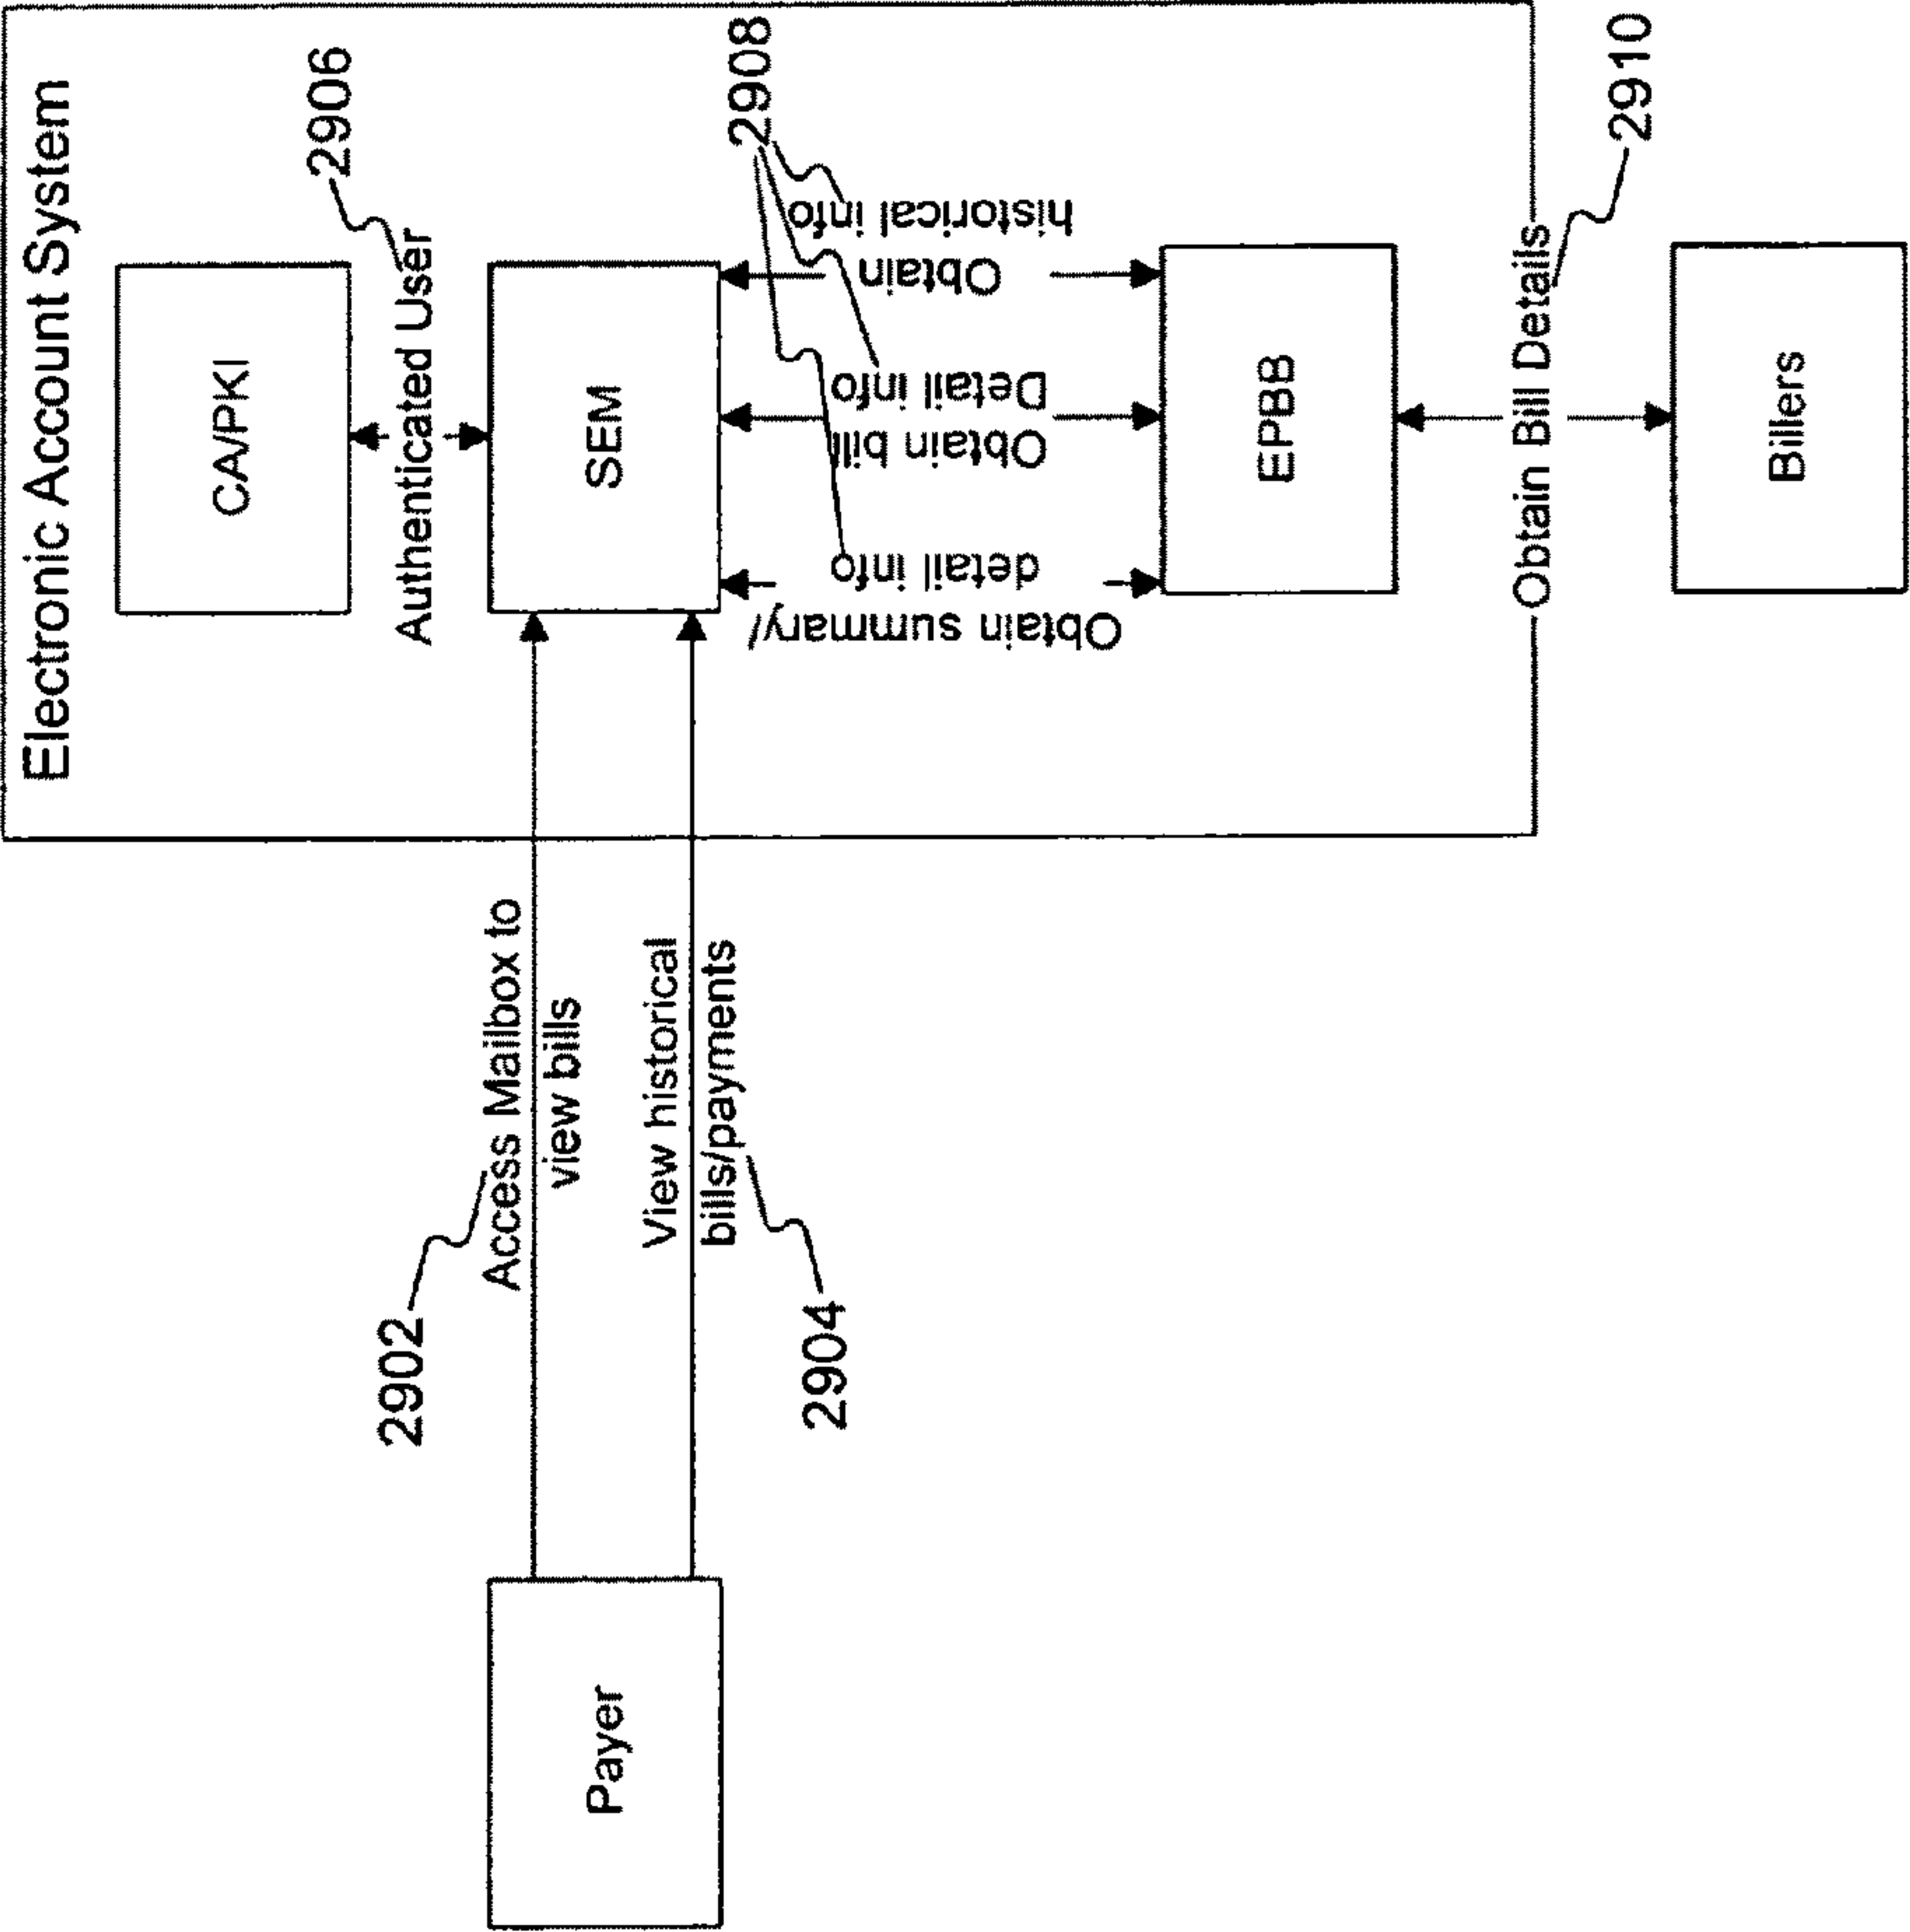 Electronic Account System
CA/PKI
2906
Authenticated User
2902
Access Mailbox to
view bills
View historical
bills/payments
2904
Payer
SEM
2908
Obtain summary/
detail info
Obtain bill
Detail info
Obtain
historical info
EPBB
Obtain Bill Details
2910
Billers